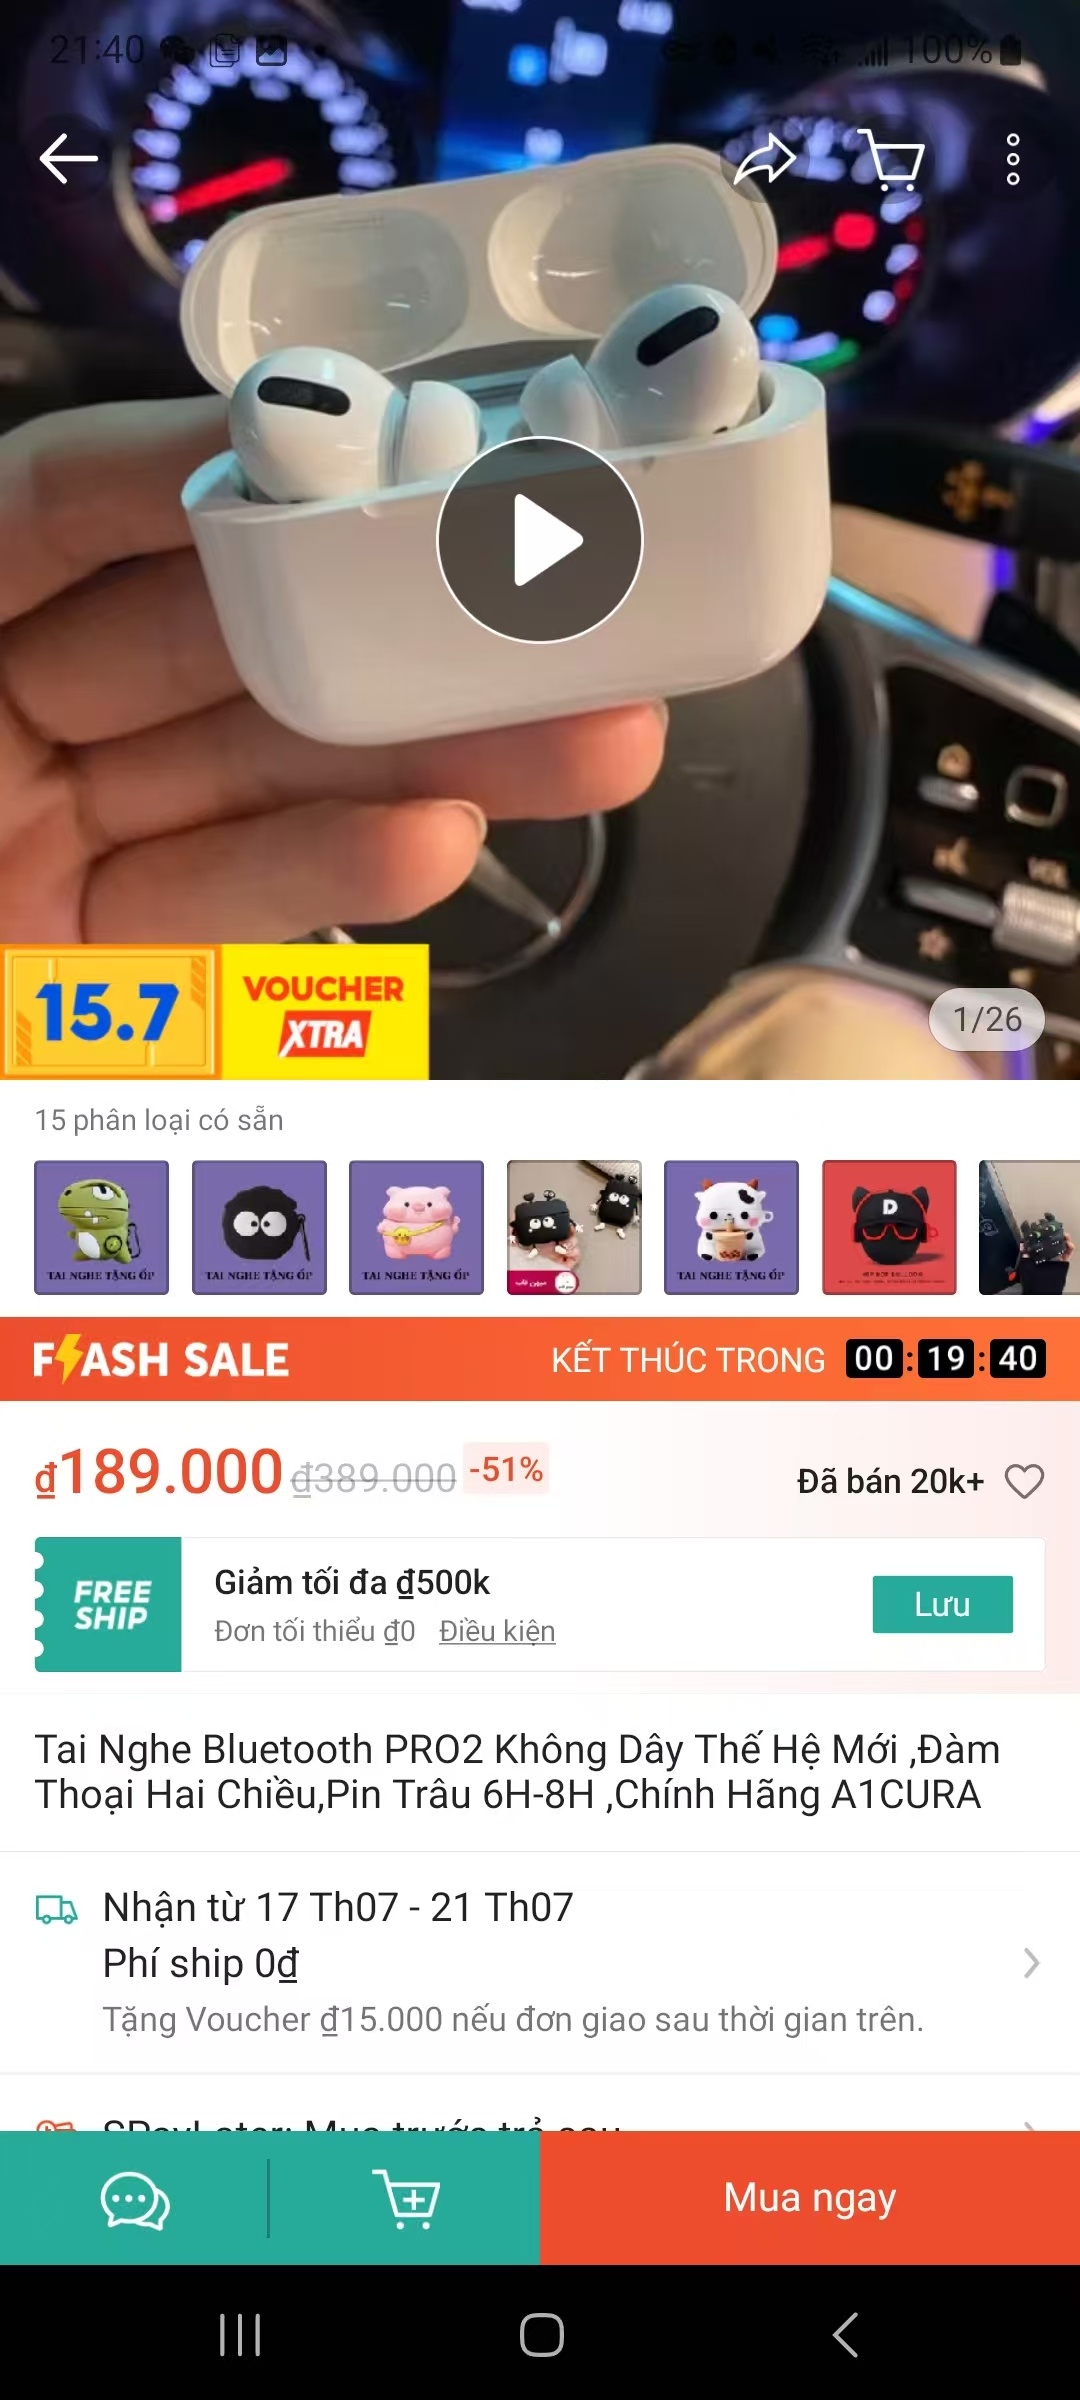 21:40
100%
15.7
VOUCHER
XTRA
1/26
15 phân loại có sẵn
TAI NGHE TẶNG ỐP
TAI NGHE TẶNG ỐP
TAI NGHE TẶNG ỐP
TAI NGHE TẶNG ỐP
D
FLASH SALE
KẾT THÚC TRONG 00:19:40
₫189.000 ₫389.000 -51%
Đã bán 20k+
FREE
SHIP
Giảm tối đa ₫500k
Đơn tối thiểu ₫0 Điều kiện
Lưu
Tai Nghe Bluetooth PRO2 Không Dây Thế Hệ Mới ,Đàm
Thoại Hai Chiều,Pin Trâu 6H-8H ,Chính Hãng A1CURA
Nhận từ 17 Th07 - 21 Th07
Phí ship 0₫
Tặng Voucher ₫15.000 nếu đơn giao sau thời gian trên.
SPayLater: Mua trước trả sau
Mua ngay